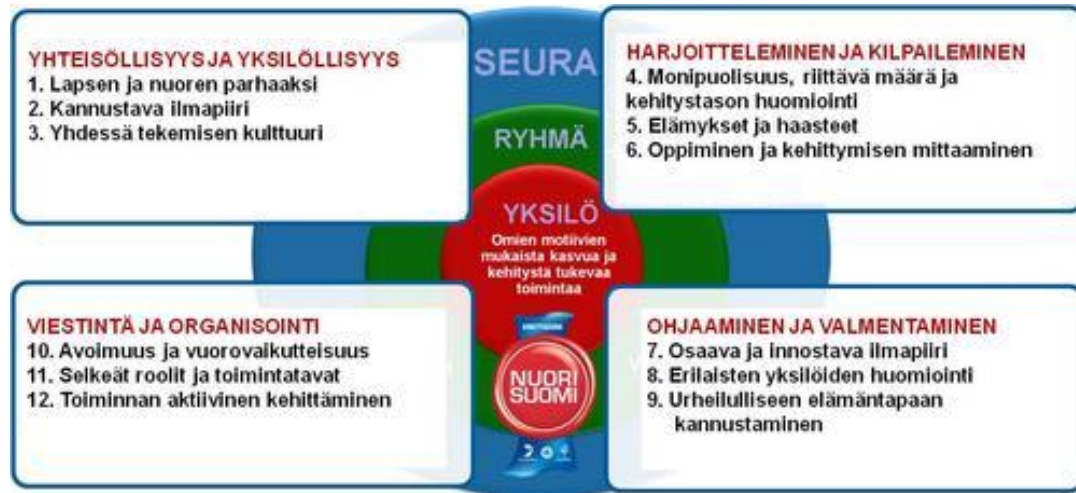 YHTEISÖLLISYYS JA YKSILÖLLISYYS
1. Lapsen ja nuoren parhaaksi
2. Kannustava ilmapiiri
3. Yhdessä tekemisen kulttuuri
SEURA
RYHMÄ
HARJOITTELEMINEN JA KILPAILEMINEN
4. Monipuolisuus, riittävä määrä ja
kehitystason huomiointi
5. Elämykset ja haasteet
6. Oppiminen ja kehittymisen mittaaminen
YKSILÖ
Omien motiivien
mukaista kasvua ja
kehitystä tukevaa
toimintaa
VIESTINTÄ JA ORGANISOINTI
10. Avoimuus ja vuorovaikutteisuus
11. Selkeät roolit ja toimintatavat
12. Toiminnan aktiivinen kehittäminen
NUORI
SUOMI
OHJAAMINEN JA VALMENTAMINEN
7. Osaava ja innostava ilmapiiri
8. Erilaisten yksilöiden huomiointi
9. Urheilulliseen elämäntapaan
kannustaminen